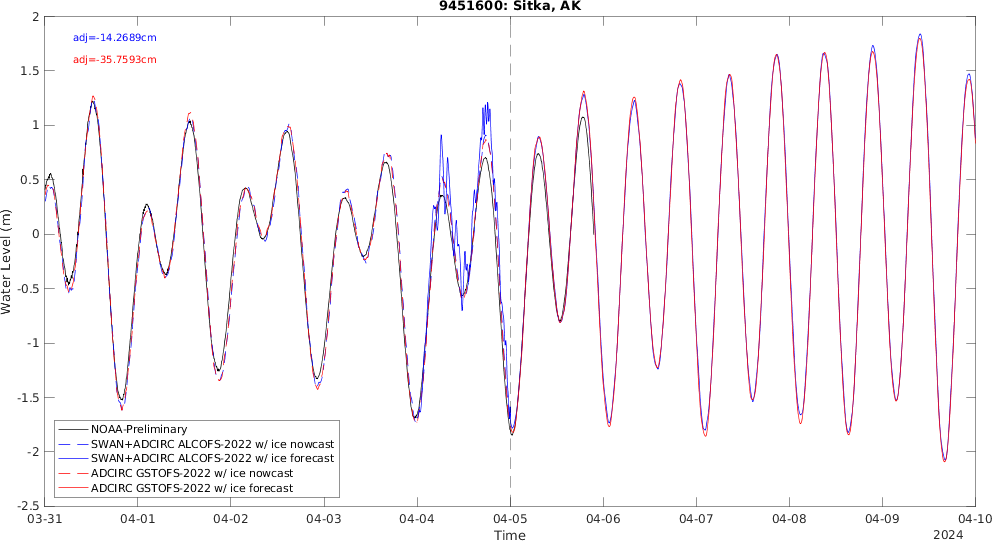 9451600: Sitka, AK
adj=-14.2689cm
adj=-35.7593cm
2
1.5
1
0.5
0
-0.5
-1
-1.5
-2
-2.5
Water Level (m)
NOAA-Preliminary
SWAN+ADCIRC ALCOFS-2022 w/ ice nowcast
SWAN+ADCIRC ALCOFS-2022 w/ ice forecast
ADCIRC GSTOFS-2022 w/ ice nowcast
ADCIRC GSTOFS-2022 w/ ice forecast
03-31 04-01 04-02 04-03 04-04 04-05 04-06 04-07 04-08 04-09 04-10
Time
2024